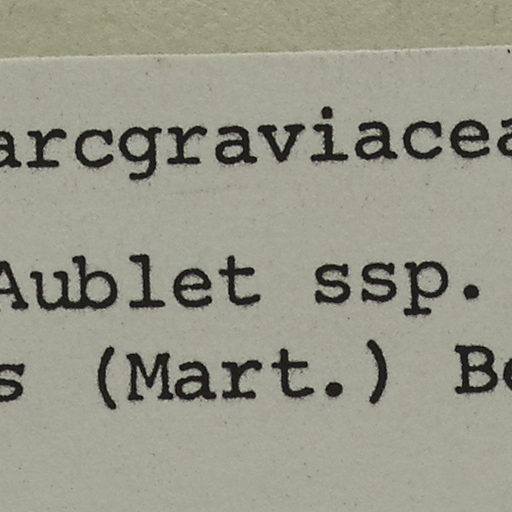 arcgraviacea
Aublet ssp.
s (Mart.) Be